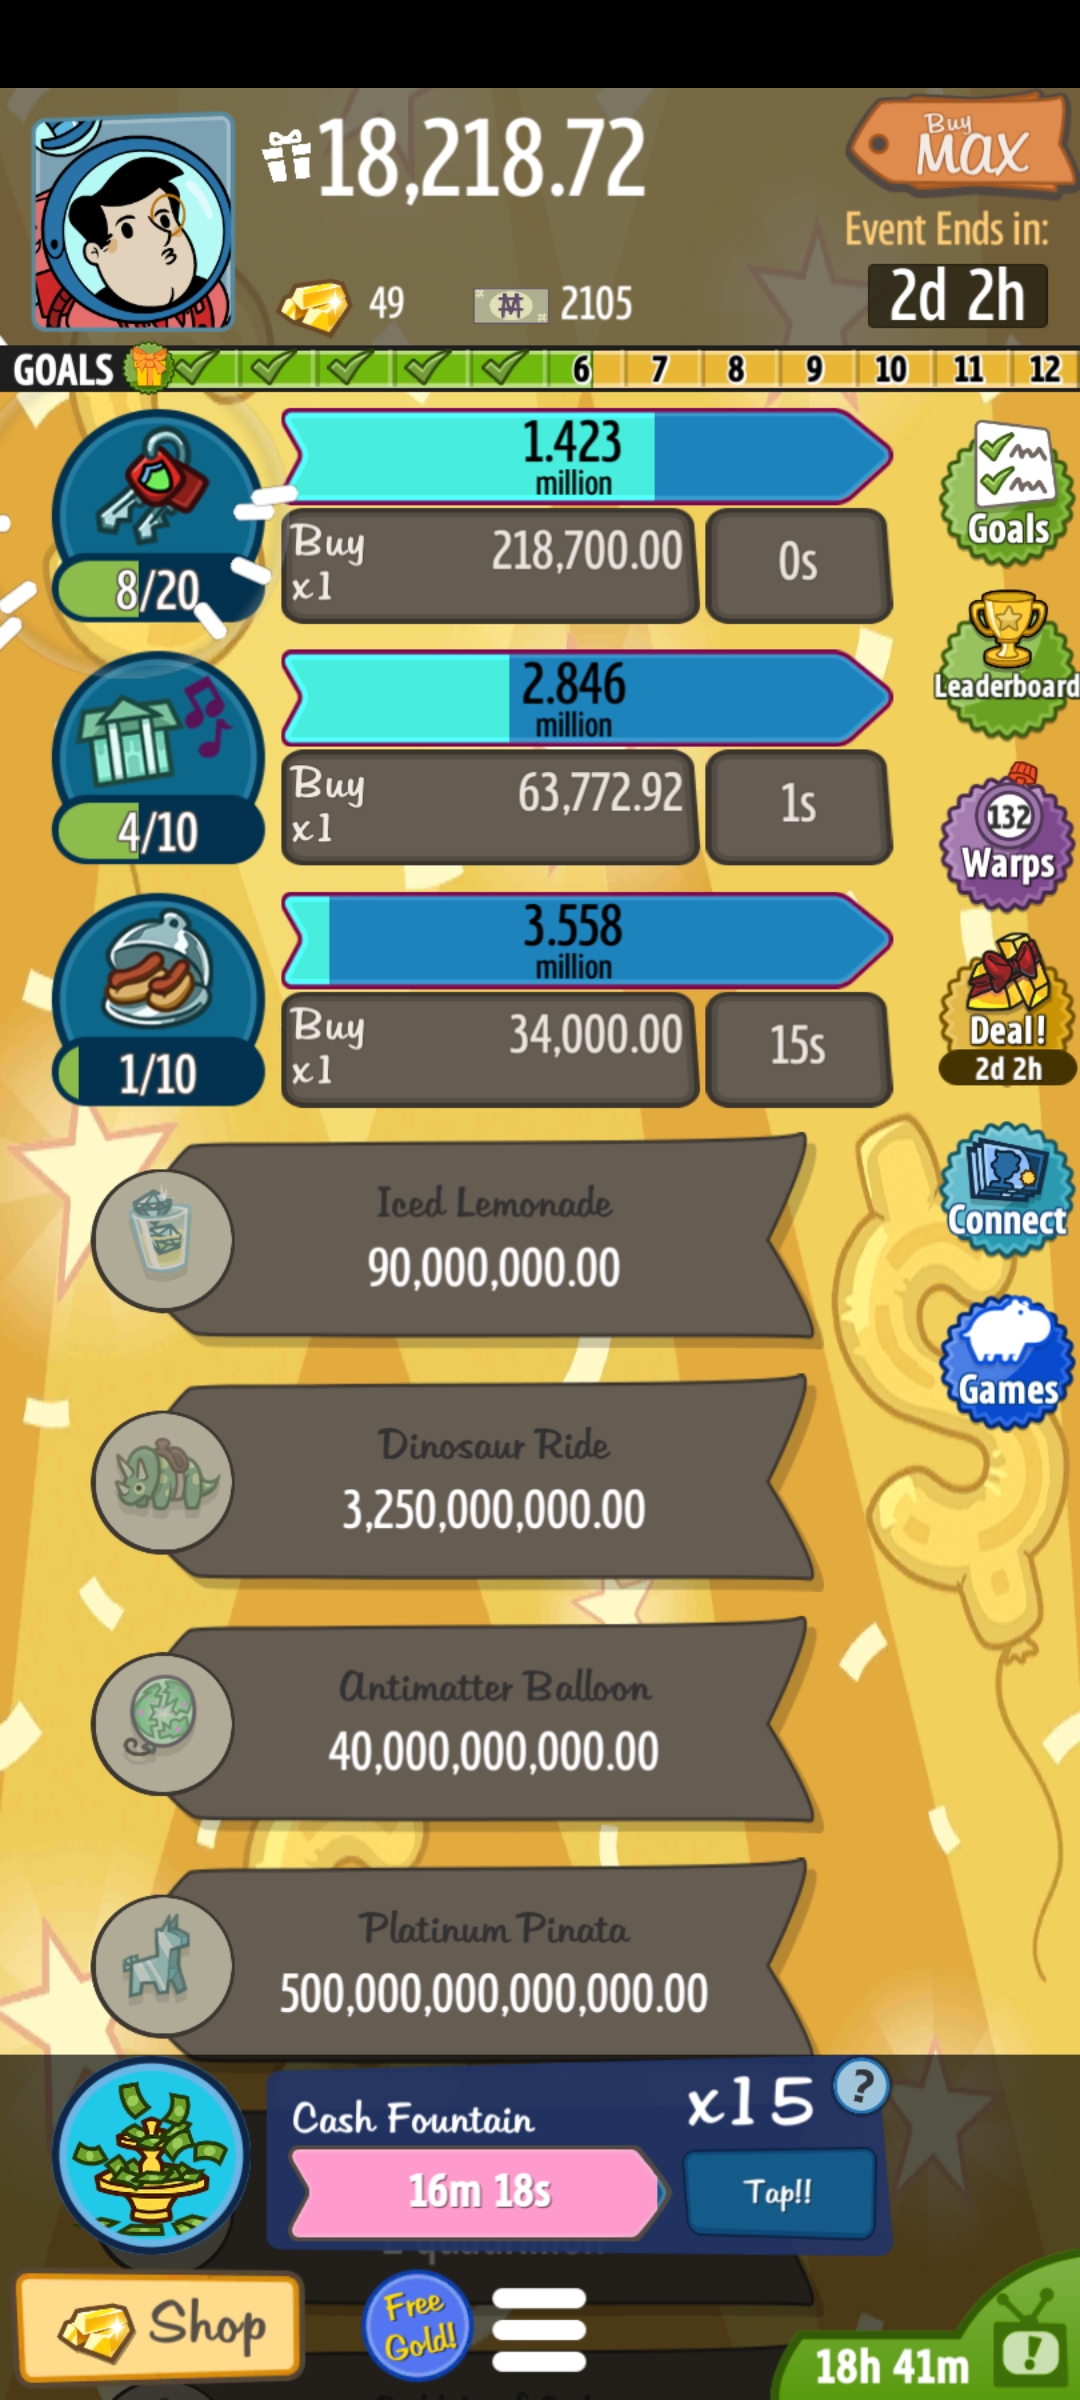 18,218.72
Buy
MAX
Event Ends in:
49
2105
2d 2h
GOALS
6
7
8
9
10
11
12
1.423
million
Buy
x1
218,700.00
0s
8/20
Goals
2.846
million
Buy
x1
63,772.92
1s
4/10
Leaderboard
132
Warps
3.558
million
Buy
x1
34,000.00
15s
1/10
Deal!
2d 2h
Iced Lemonade
90,000,000.00
Connect
Games
Dinosaur Ride
3,250,000,000.00
Antimatter Balloon
40,000,000,000.00
Platinum Pinata
500,000,000,000,000.00
Cash Fountain
x15
?
16m 18s
Tap!!
Shop
Free
Gold!
18h 41m